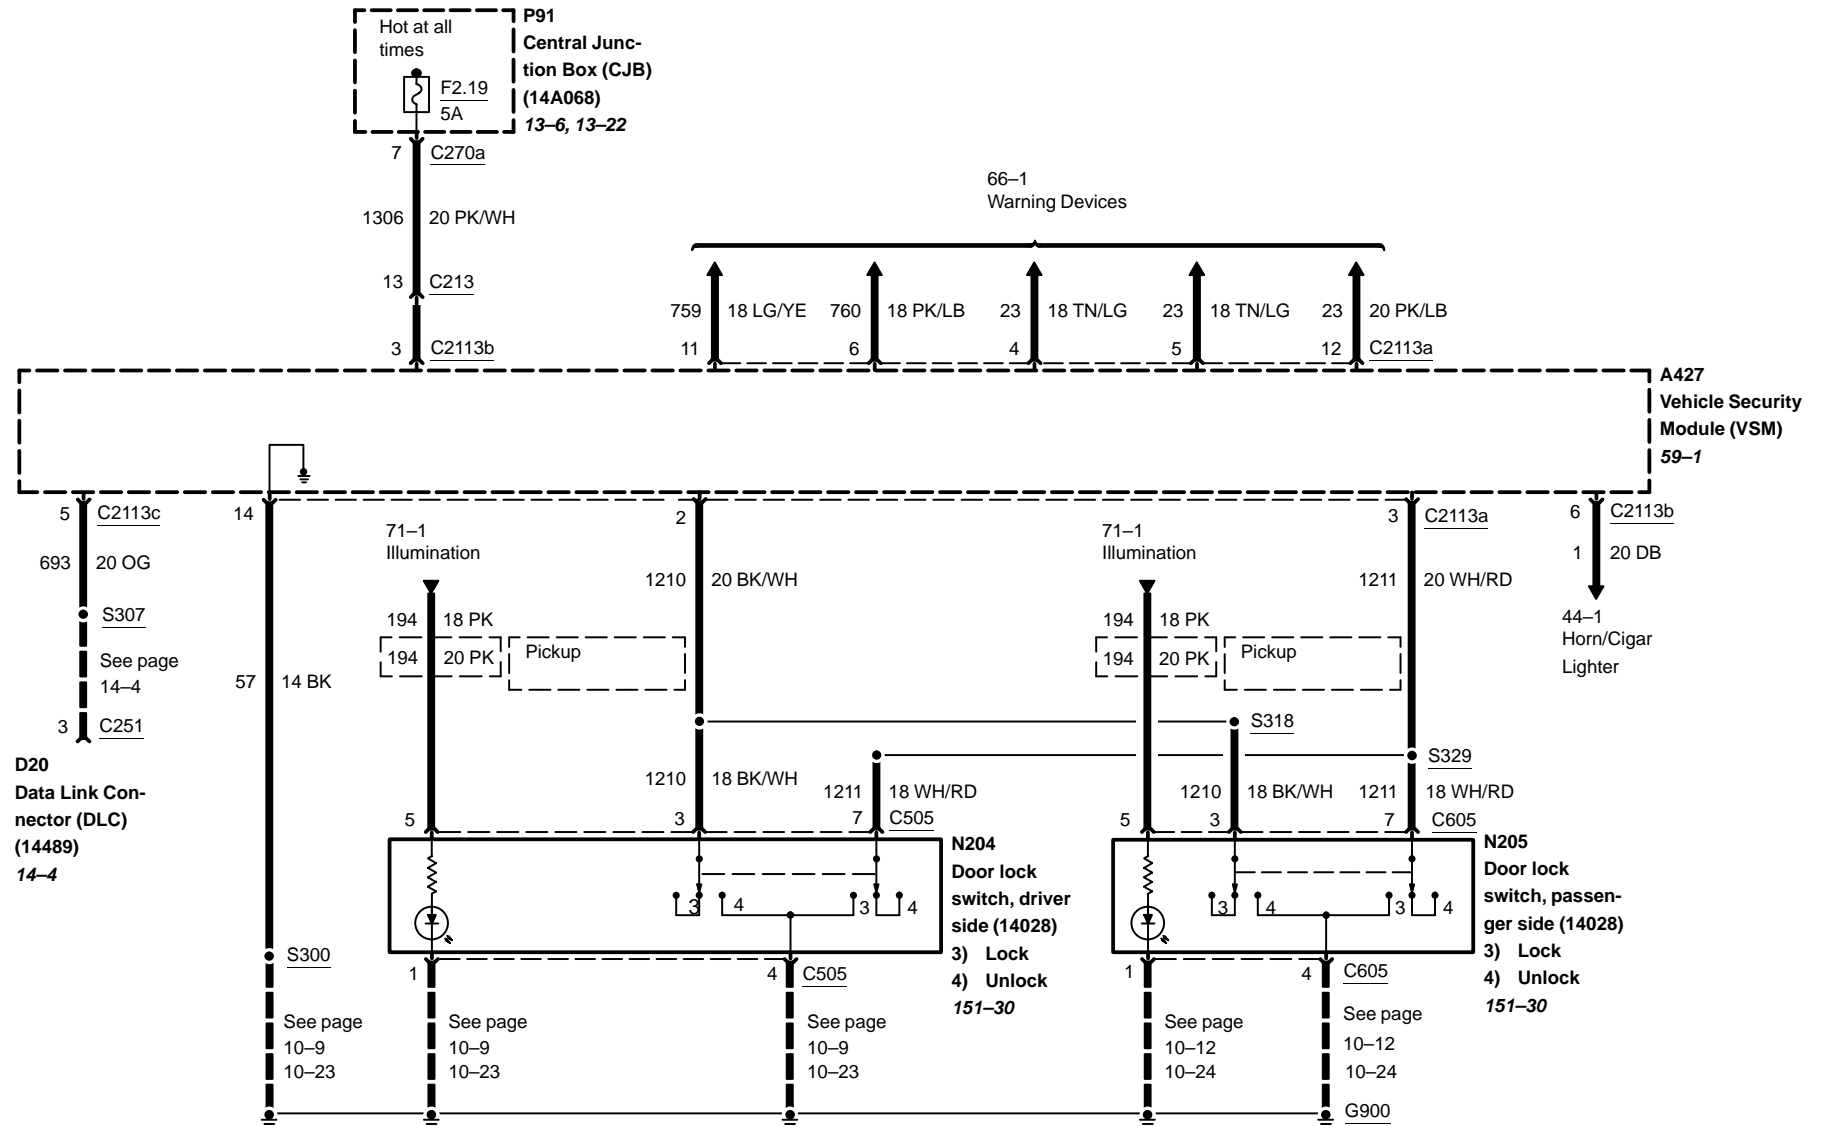 Hot at all
times
F2.19
5A
P91
Central Junc-
tion Box (CJB)
(14A068)
13–6, 13–22
7 C270a
1306 20 PK/WH
13 C213
3 C2113b
66–1
Warning Devices
759 18 LG/YE 760 18 PK/LB 23 18 TN/LG 23 18 TN/LG 23 20 PK/LB
11 6 4 5 12 C2113a
A427
Vehicle Security
Module (VSM)
59–1
5 C2113c 14 2 3 C2113a 6 C2113b
693 20 OG
S307
See page
14–4
3 C251
D20
Data Link Con-
nector (DLC)
(14489)
14–4
57 14 BK
S300
See page
10–9
10–23
71–1
Illumination
194 18 PK
194 20 PK
Pickup
1210 20 BK/WH
71–1
Illumination
194 18 PK
194 20 PK
Pickup
1211 20 WH/RD
1 20 DB
44–1
Horn/Cigar
Lighter
S318
S329
1210 18 BK/WH
1211 18 WH/RD
1210 18 BK/WH
1211 18 WH/RD
5 3 7 C505
5 3 7 C605
3 4 3 4
N204
Door lock
switch, driver
side (14028)
3) Lock
4) Unlock
151–30
3 4 3 4
N205
Door lock
switch, passen-
ger side (14028)
3) Lock
4) Unlock
151–30
1 4 C505
1 4 C605
See page
10–9
10–23
See page
10–9
10–23
See page
10–12
10–24
See page
10–12
10–24
G900